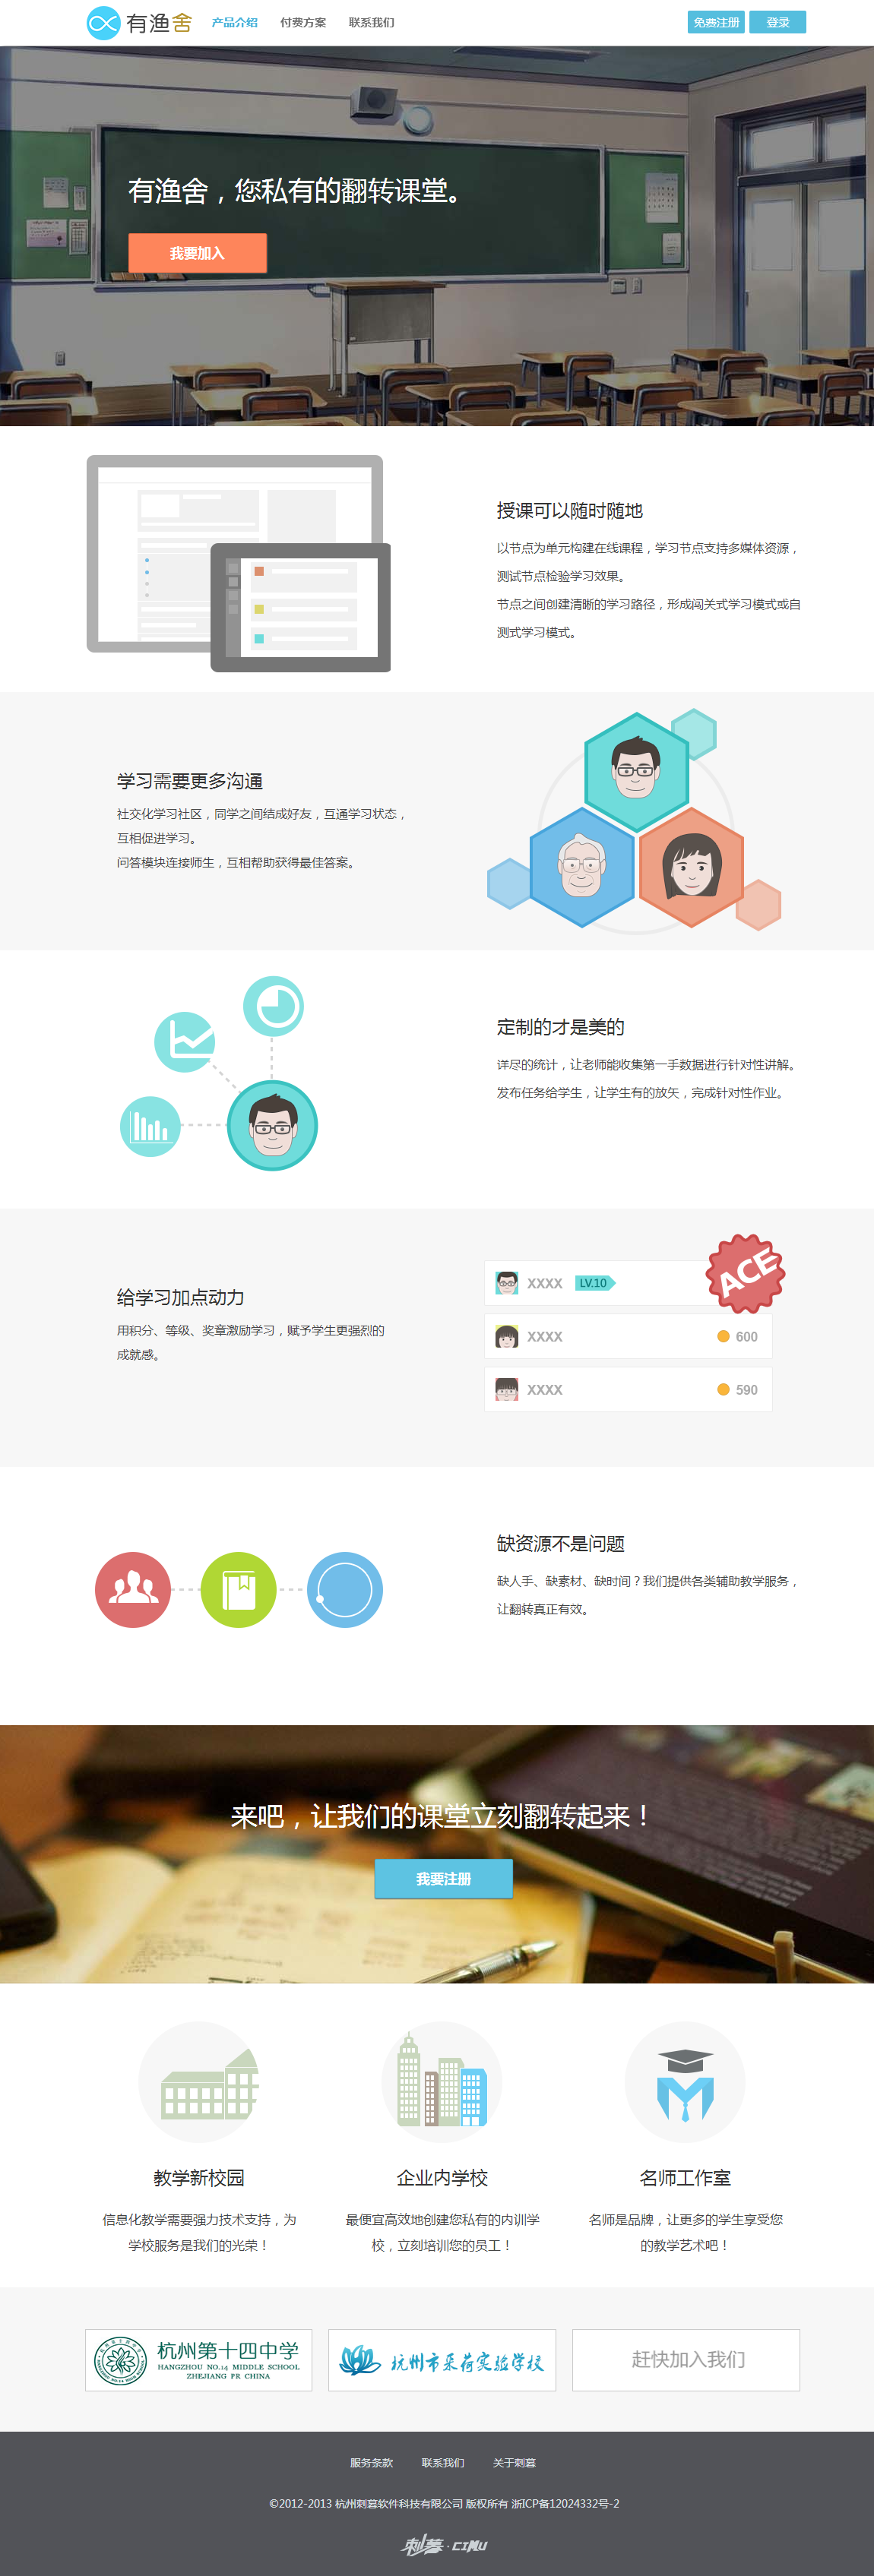 有渔舍
产品介绍 付费方案 联系我们
免费注册 登录
有渔舍，您私有的翻转课堂。
我要加入
授课可以随时随地
以节点为单元构建在线课程，学习节点支持多媒体资源，
测试节点检验学习效果。
节点之间创建清晰的学习路径，形成闯关式学习模式或自
测式学习模式。
学习需要更多沟通
社交化学习社区，同学之间结成好友，互通学习状态，
互相促进学习。
问答模块连接师生，互相帮助获得最佳答案。
定制的才是美的
详尽的统计，让老师能收集第一手数据进行针对性讲解。
发布任务给学生，让学生有的放矢，完成针对性作业。
给学习加点动力
用积分、等级、奖章激励学习，赋予学生更强烈的
成就感。
XXXX LV.10
ACE
XXXX 600
XXXX 590
缺资源不是问题
缺人手、缺素材、缺时间？我们提供各类辅助教学服务，
让翻转真正有效。
来吧，让我们的课堂立刻翻转起来！
我要注册
教学新校园
信息化教学需要强力技术支持，为
学校服务是我们的光荣！
企业内学校
最便宜高效地创建您私有的内训学
校，立刻培训您的员工！
名师工作室
名师是品牌，让更多的学生享受您
的教学艺术吧！
杭州第十四中学
HANGZHOU NO.14 MIDDLE SCHOOL
ZHEJIANG PR CHINA
杭州市采荷实验学校
赶快加入我们
服务条款 联系我们 关于刺暮
©2012-2013 杭州刺暮软件科技有限公司 版权所有 浙ICP备12024332号-2
刺暮·CIMU